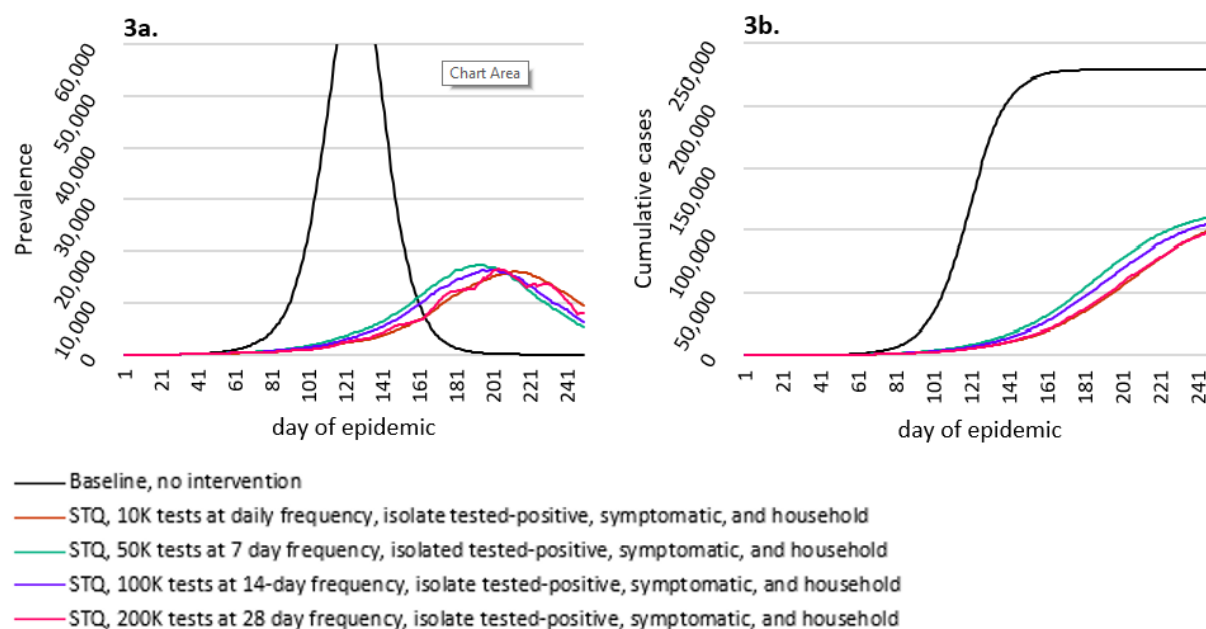 3a.
60,000
50,000
40,000
30,000
20,000
10,000
0
Prevalence
Chart Area
1 21 41 61 81 101 121 141 161 181 201 221 241
day of epidemic
3b.
250,000
200,000
150,000
100,000
50,000
0
Cumulative cases
1 21 41 61 81 101 121 141 161 181 201 221 241
day of epidemic
Baseline, no intervention
STQ, 10K tests at daily frequency, isolate tested-positive, symptomatic, and household
STQ, 50K tests at 7 day frequency, isolated tested-positive, symptomatic, and household
STQ, 100K tests at 14-day frequency, isolate tested-positive, symptomatic, and household
STQ, 200K tests at 28 day frequency, isolate tested-positive, symptomatic, and household